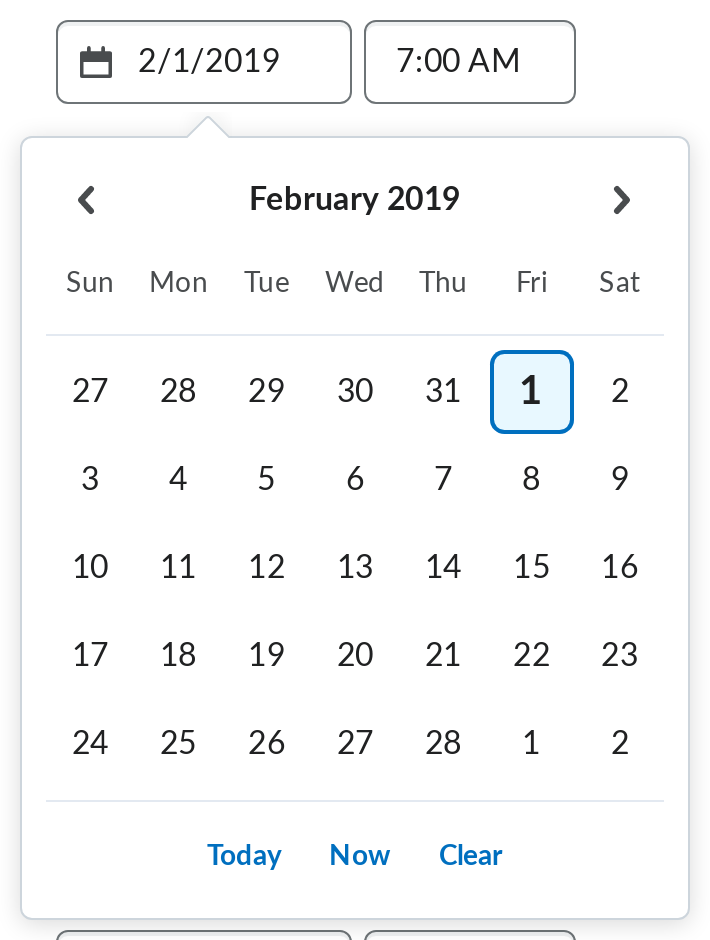 2/1/2019 7:00 AM
February 2019
Sun Mon Tue Wed Thu Fri Sat
27 28 29 30 31 1 2
3 4 5 6 7 8 9
10 11 12 13 14 15 16
17 18 19 20 21 22 23
24 25 26 27 28 1 2
Today Now Clear